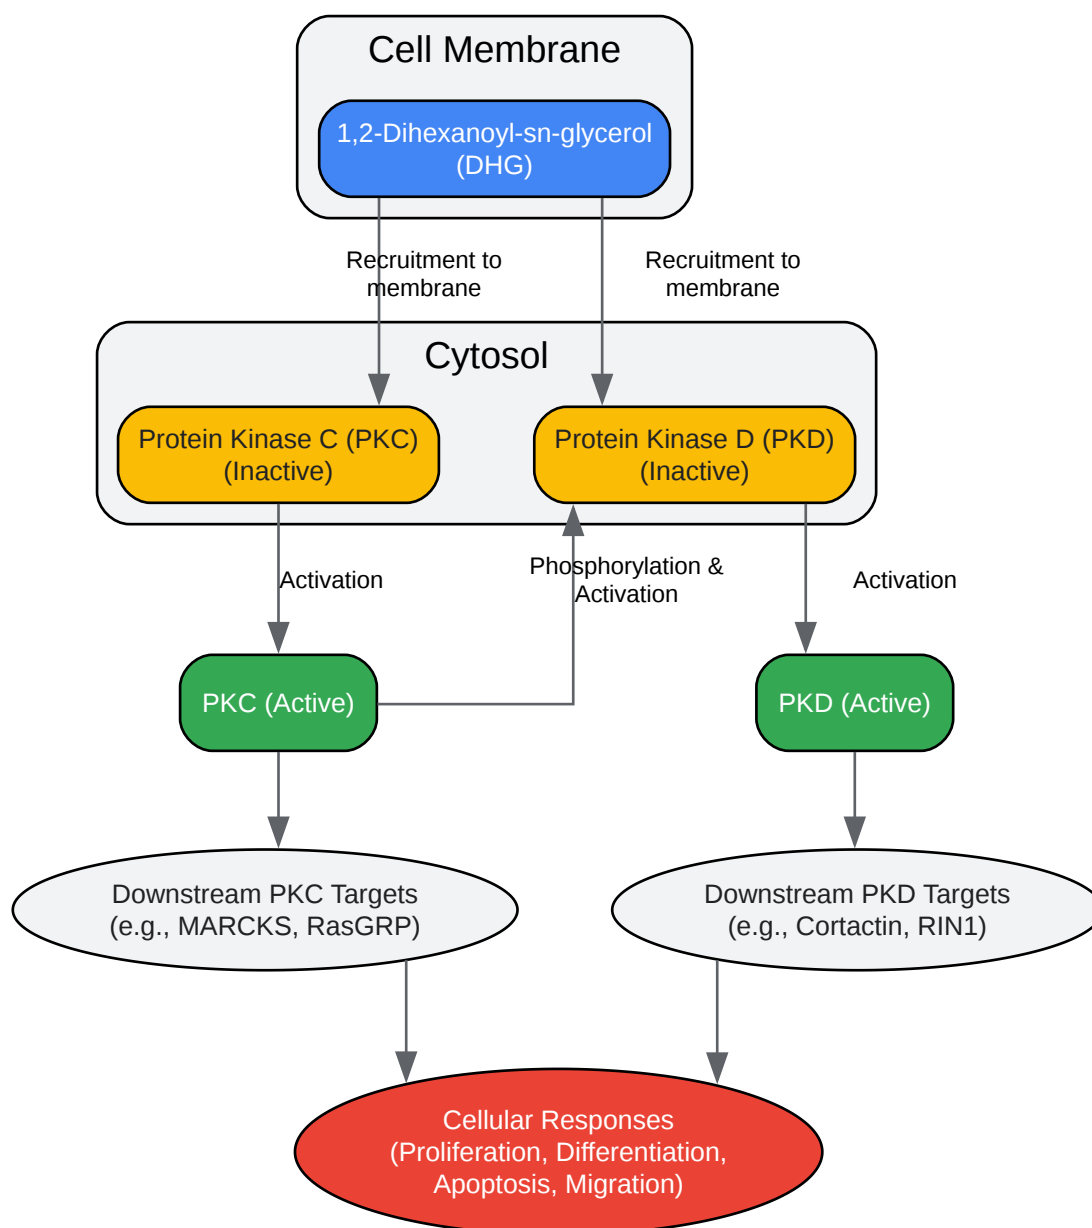 Cell Membrane
1,2-Dihexanoyl-sn-glycerol
(DHG)
Recruitment to
membrane
Recruitment to
membrane
Cytosol
Protein Kinase C (PKC)
(Inactive)
Protein Kinase D (PKD)
(Inactive)
Activation
Phosphorylation &
Activation
Activation
PKC (Active)
PKD (Active)
Downstream PKC Targets
(e.g., MARCKS, RasGRP)
Downstream PKD Targets
(e.g., Cortactin, RIN1)
Cellular Responses
(Proliferation, Differentiation,
Apoptosis, Migration)